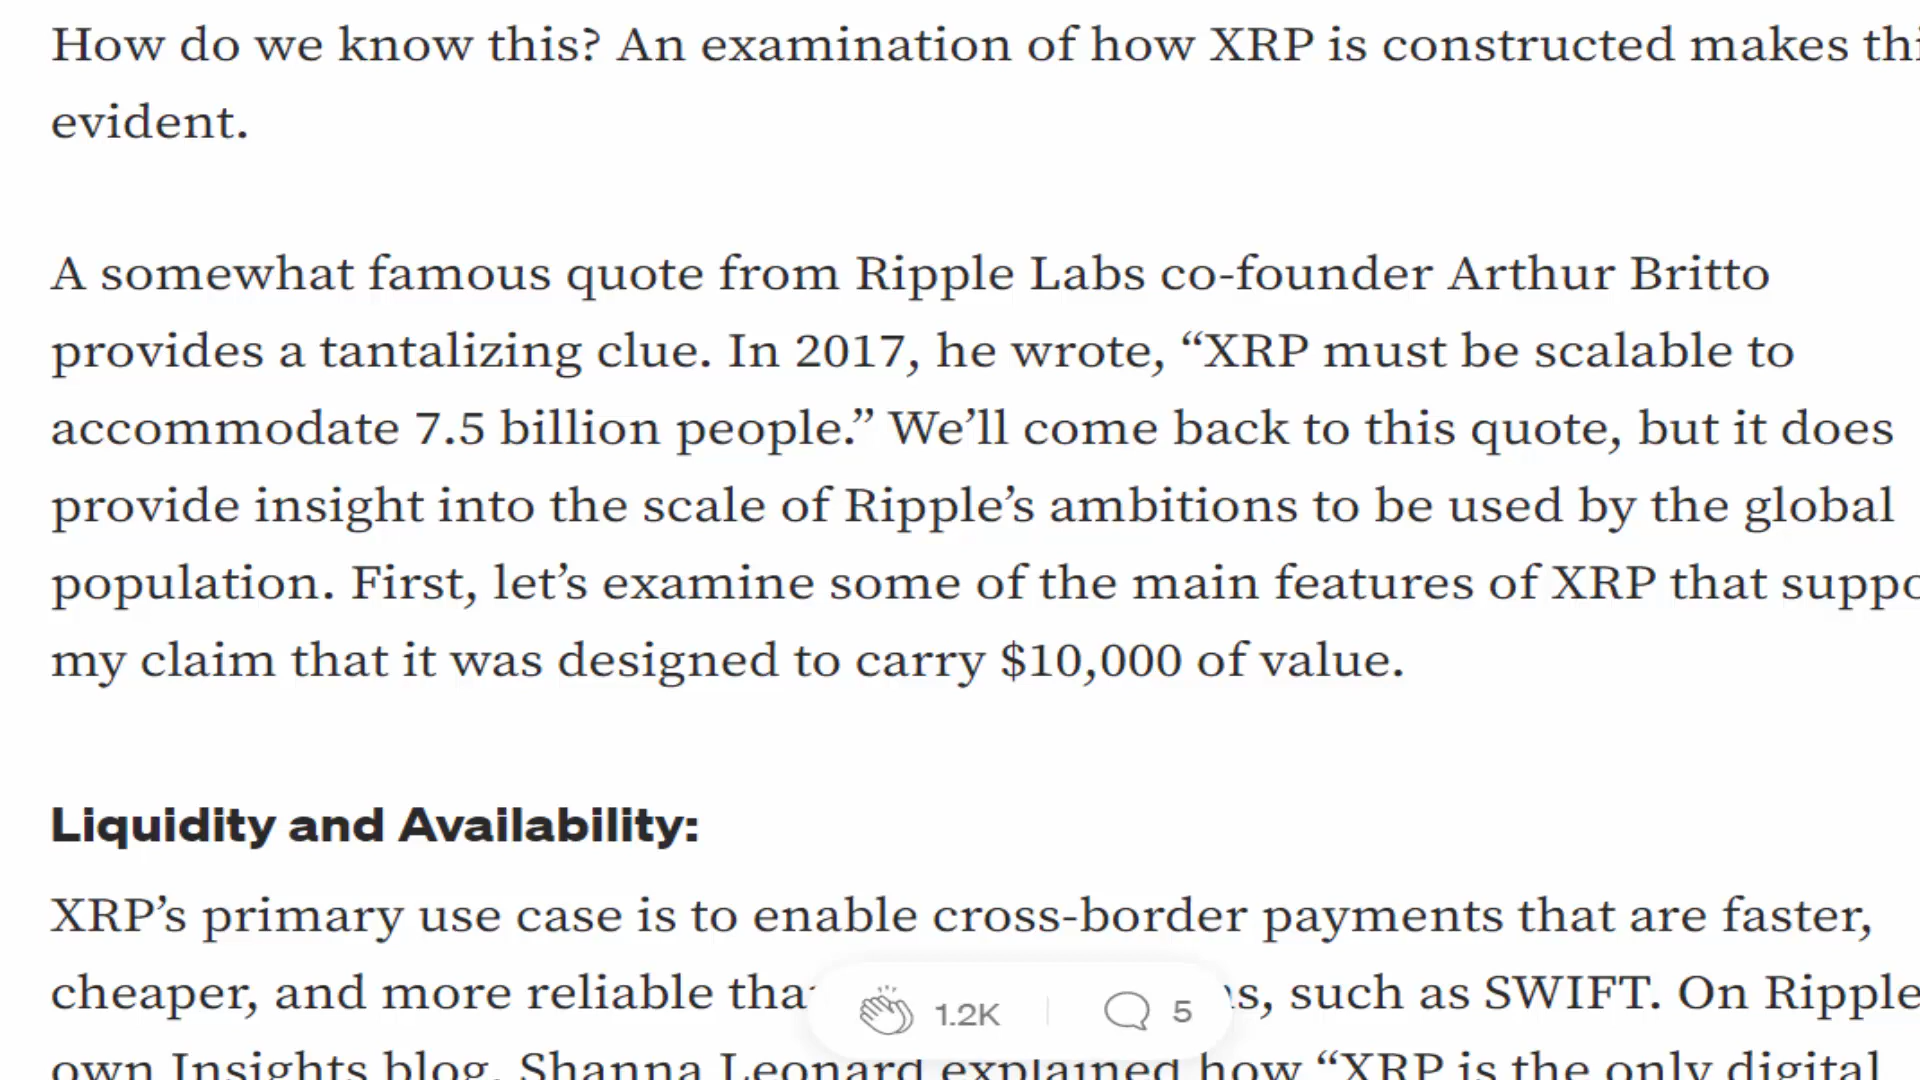 How do we know this? An examination of how XRP is constructed makes thi
evident.
A somewhat famous quote from Ripple Labs co-founder Arthur Britto
provides a tantalizing clue. In 2017, he wrote, “XRP must be scalable to
accommodate 7.5 billion people.” We’ll come back to this quote, but it does
provide insight into the scale of Ripple’s ambitions to be used by the global
population. First, let’s examine some of the main features of XRP that suppo
my claim that it was designed to carry $10,000 of value.
Liquidity and Availability:
XRP’s primary use case is to enable cross-border payments that are faster,
cheaper, and more reliable tha s, such as SWIFT. On Ripple
1.2K 5
own Insights blog, Shanna Leonard explained how “XRP is the only digital